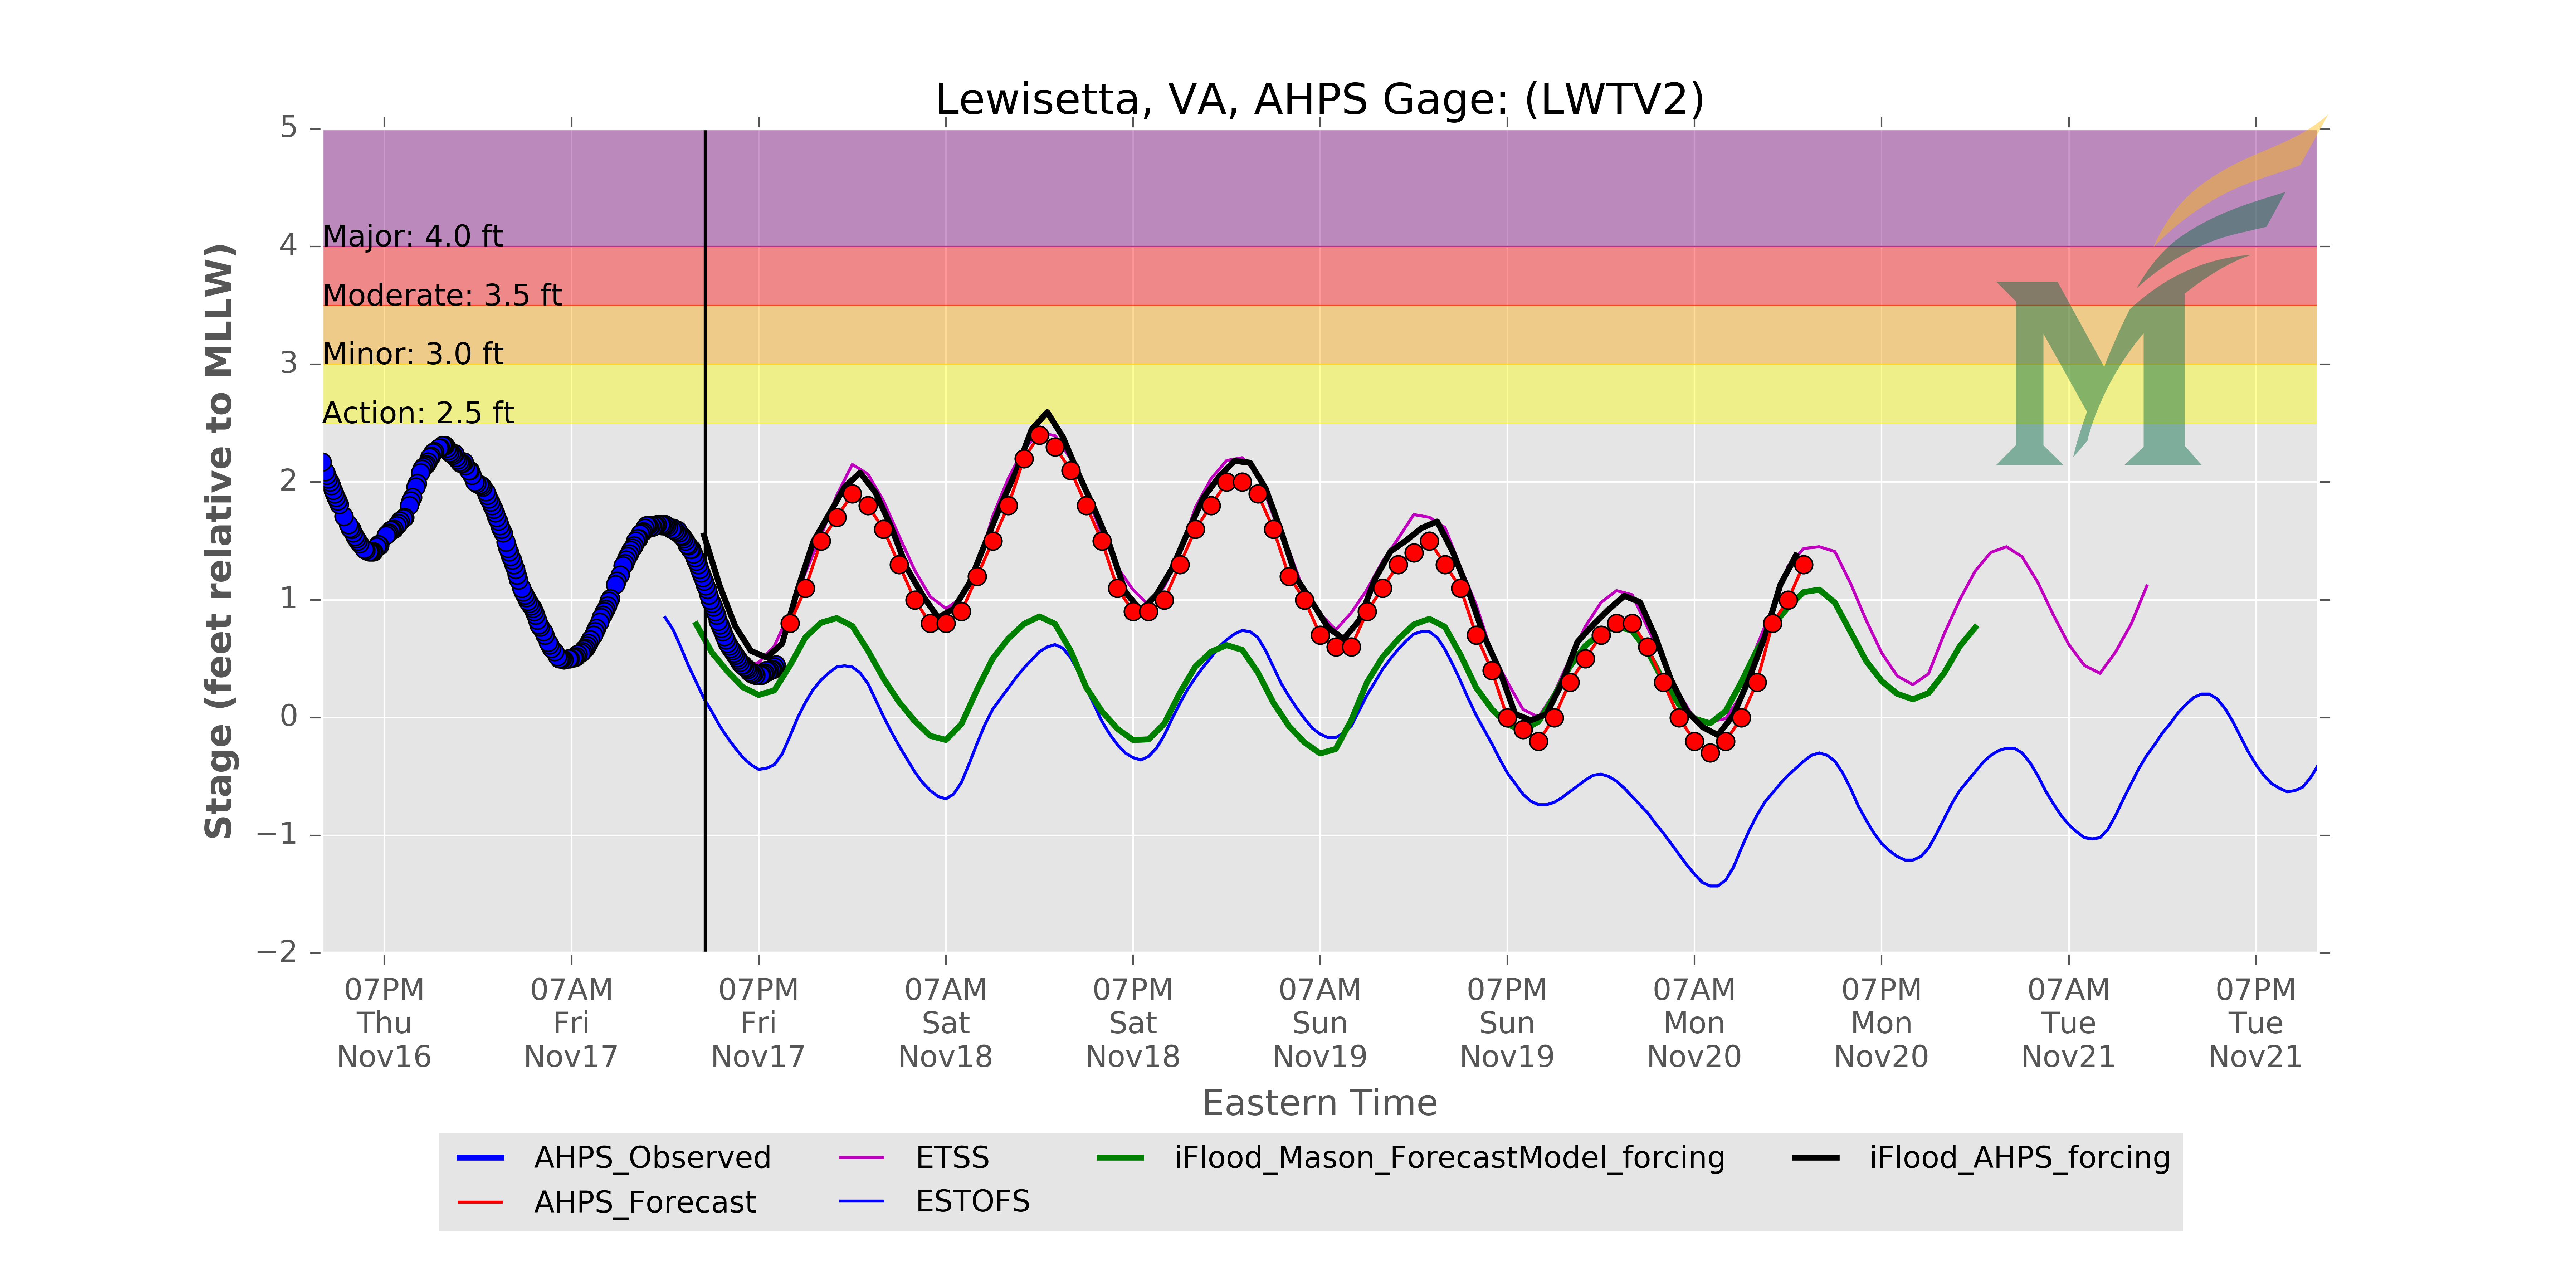 Lewisetta, VA, AHPS Gage: (LWTV2)
5
4
3
2
1
0
−1
−2
Stage (feet relative to MLLW)
Major: 4.0 ft
Moderate: 3.5 ft
Minor: 3.0 ft
Action: 2.5 ft
M
07PM 07AM 07PM 07AM 07PM 07AM 07PM 07AM 07PM 07AM 07PM
Thu Fri Fri Sat Sat Sun Sun Mon Mon Tue Tue
Nov16 Nov17 Nov17 Nov18 Nov18 Nov19 Nov19 Nov20 Nov20 Nov21 Nov21
Eastern Time
AHPS_Observed ETSS iFlood_Mason_ForecastModel_forcing iFlood_AHPS_forcing
AHPS_Forecast ESTOFS